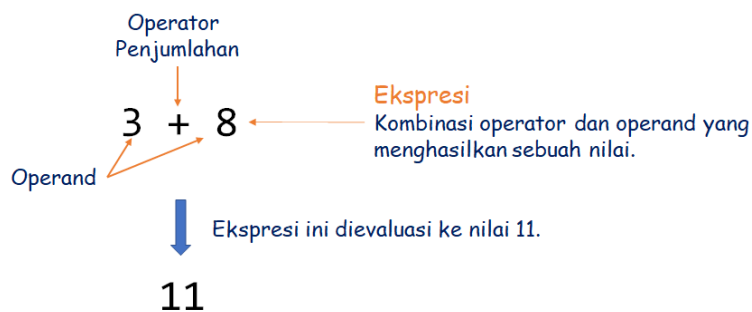 Operator
Penjumlahan
3 + 8
Ekspresi
Kombinasi operator dan operand yang
menghasilkan sebuah nilai.
Operand
Ekspresi ini dievaluasi ke nilai 11.
11